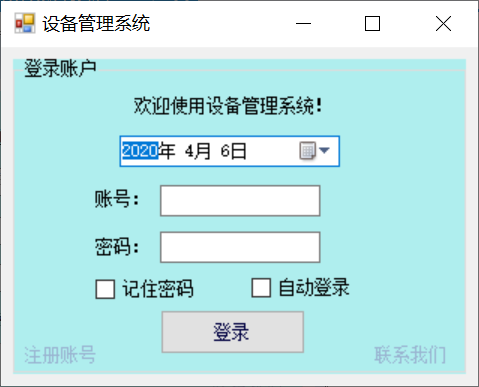 设备管理系统
登录账户
欢迎使用设备管理系统!
2020年 4月 6日
账号:
密码:
记住密码 自动登录
登录
注册账号 联系我们